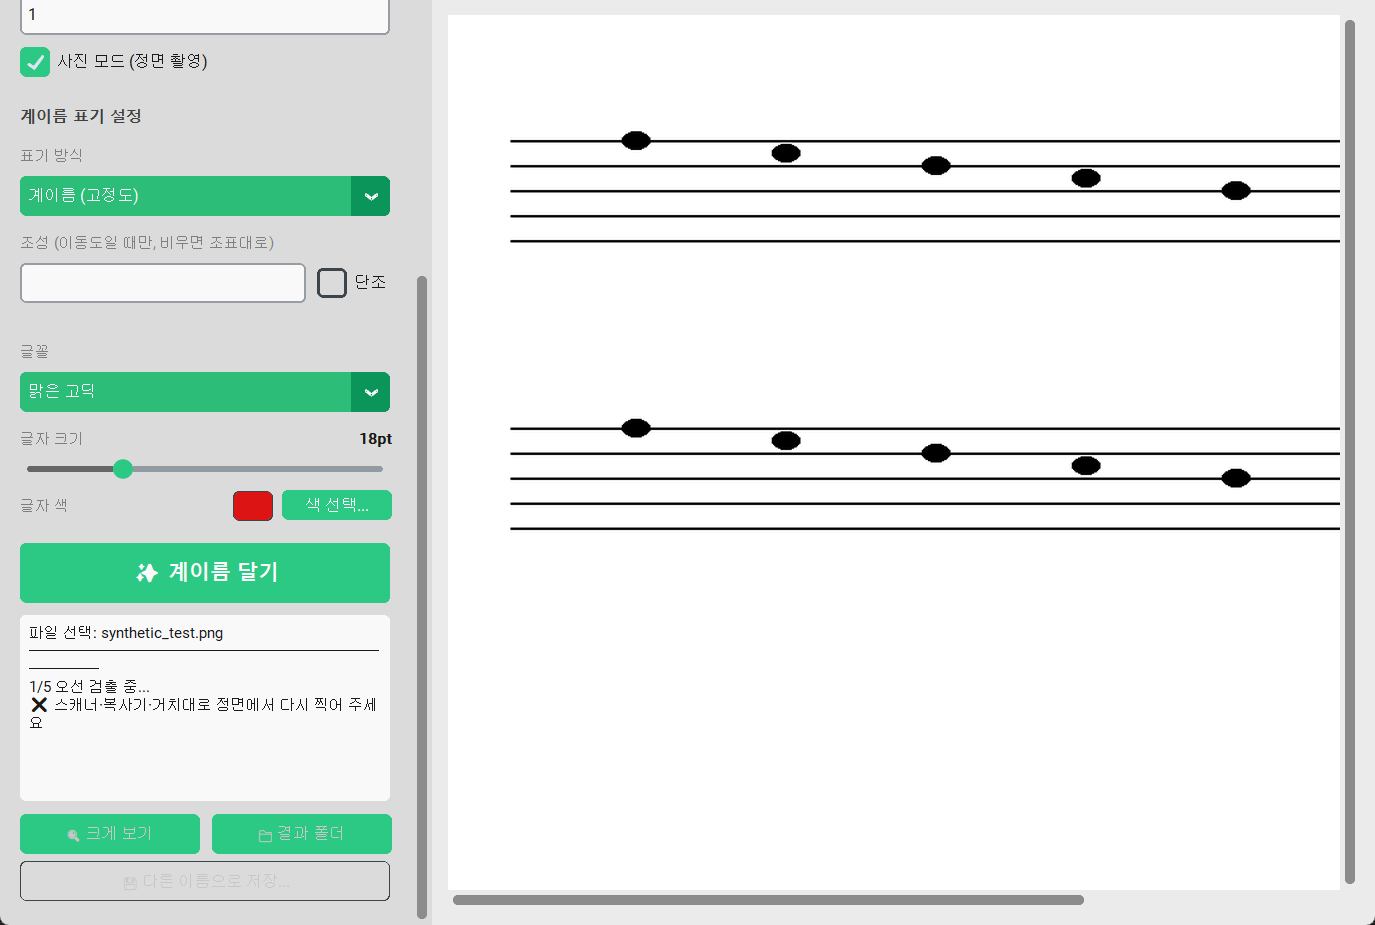 1
사진 모드 (정면 촬영)
계이름 표기 설정
표기 방식
계이름 (고정도)
조성 (이동도일 때만, 비우면 조표대로)
단조
글꼴
맑은 고딕
글자 크기
18pt
글자 색
색 선택...
계이름 달기
파일 선택: synthetic_test.png
1/5 오선 검출 중...
스캐너·복사기·거치대로 정면에서 다시 찍어 주세
요
크게 보기
결과 폴더
다른 이름으로 저장...